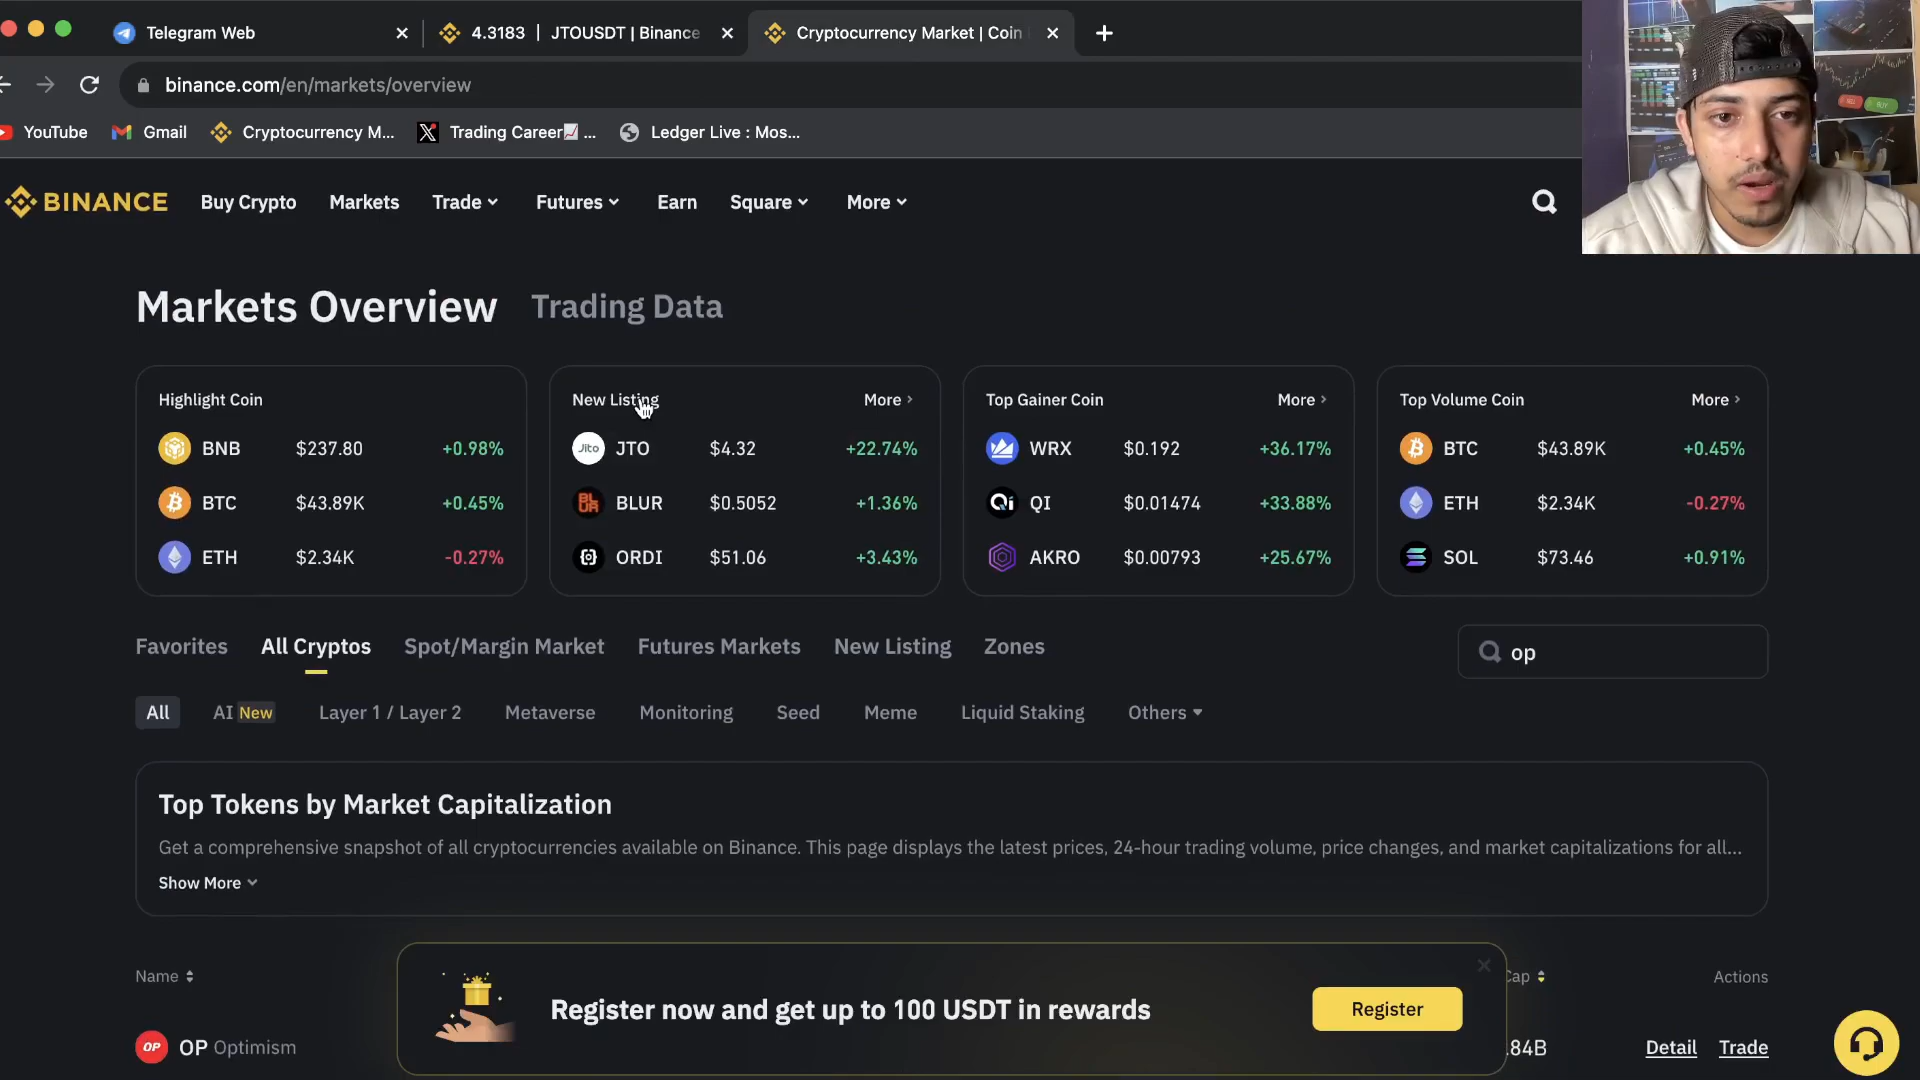 Telegram Web
4.3183 | JTOUSDT | Binance
Cryptocurrency Market | Coin
binance.com/en/markets/overview
YouTube
Gmail
Cryptocurrency M...
Trading Career📈 ...
Ledger Live : Mos...
BINANCE
Buy Crypto
Markets
Trade
Futures
Earn
Square
More
Markets Overview
Trading Data
Highlight Coin
BNB $237.80 +0.98%
BTC $43.89K +0.45%
ETH $2.34K -0.27%
New Listing
More
JTO $4.32 +22.74%
BLUR $0.5052 +1.36%
ORDI $51.06 +3.43%
Top Gainer Coin
More
WRX $0.192 +36.17%
QI $0.01474 +33.88%
AKRO $0.00793 +25.67%
Top Volume Coin
More
BTC $43.89K +0.45%
ETH $2.34K -0.27%
SOL $73.46 +0.91%
Favorites
All Cryptos
Spot/Margin Market
Futures Markets
New Listing
Zones
op
All
AI New
Layer 1 / Layer 2
Metaverse
Monitoring
Seed
Meme
Liquid Staking
Others
Top Tokens by Market Capitalization
Get a comprehensive snapshot of all cryptocurrencies available on Binance. This page displays the latest prices, 24-hour trading volume, price changes, and market capitalizations for all...
Show More
Name
Cap
Actions
Register now and get up to 100 USDT in rewards
Register
OP Optimism
.84B
Detail
Trade